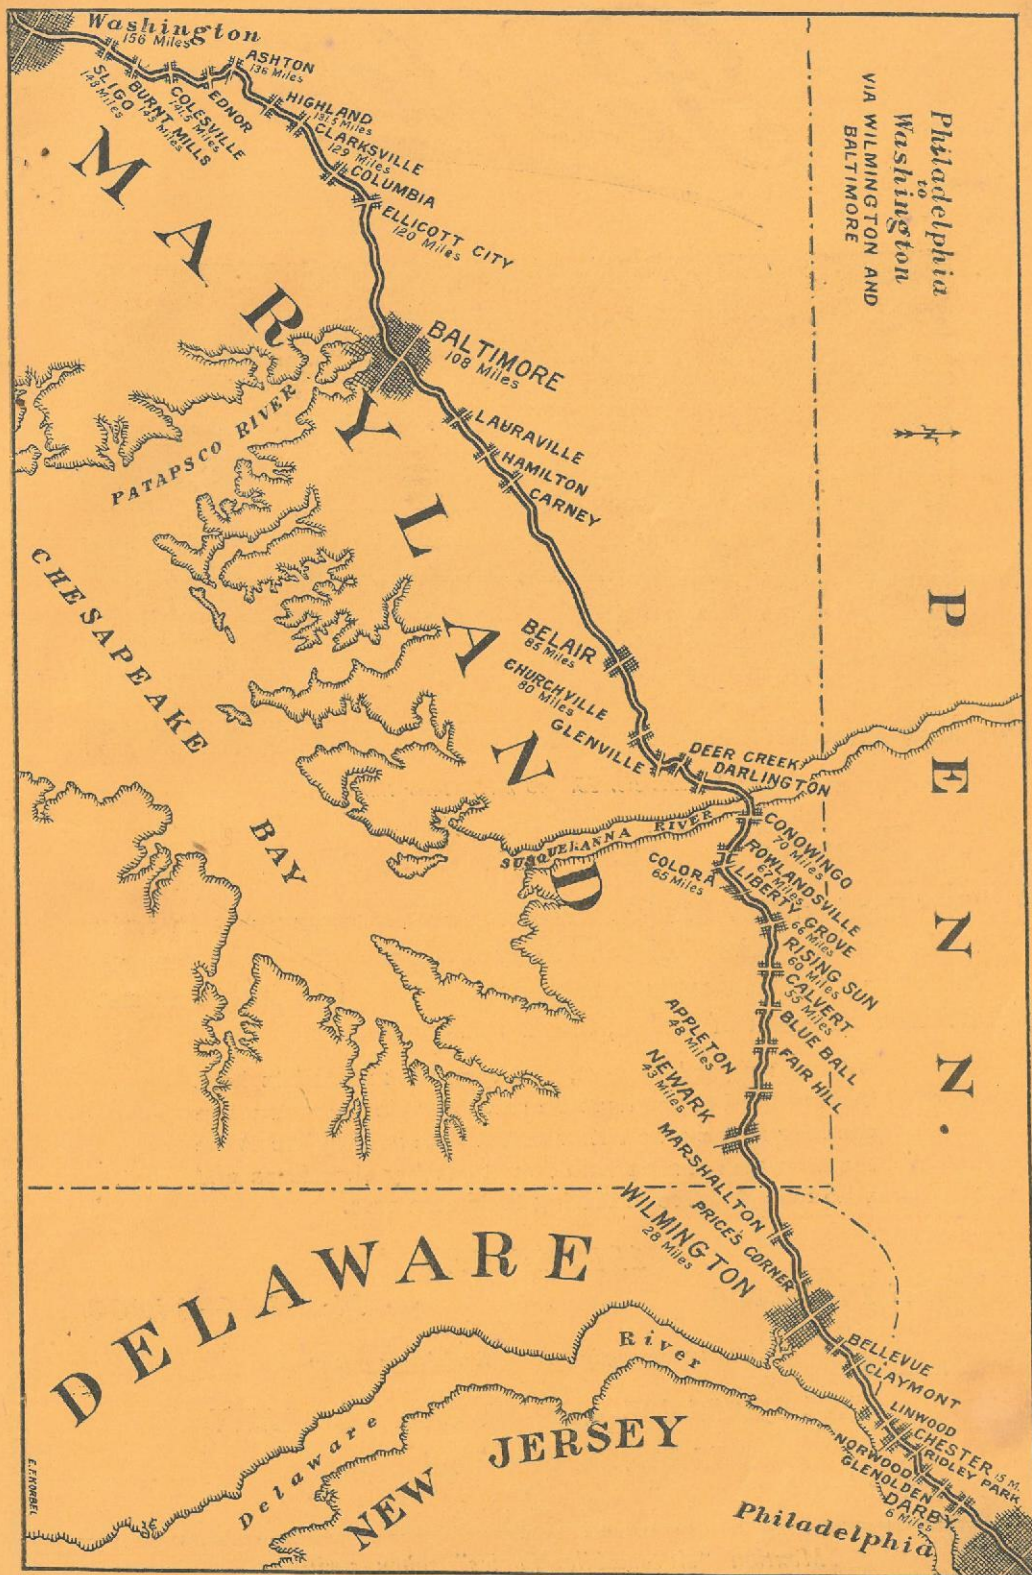 Philadelphia
to
Washington
VIA WILMINGTON AND
BALTIMORE
N
Washington
156 Miles
SLIGO
148 Miles
BURNT MILLS
145 Miles
COLESVILLE
141.5 Miles
PEDNOR
ASHTON
136 Miles
HIGHLAND
131.5 Miles
CLARKSVILLE
129 Miles
COLUMBIA
ELLICOTT CITY
120 Miles
BALTIMORE
108 Miles
LAURAVILLE
HAMILTON
CARNEY
BELAIR
85 Miles
CHURCHVILLE
80 Miles
GLENVILLE
DEER CREEK
DARLINGTON
CONOWINGO
70 Miles
ROWLANDSVILLE
67 Miles
LIBERTY GROVE
66 Miles
COLORA
65 Miles
RISING SUN
60 Miles
CALVERT
55 Miles
BLUE BALL
FAIR HILL
APPLETON
48 Miles
NEWARK
43 Miles
MARSHALLTON
PRICE'S CORNER
WILMINGTON
28 Miles
BELLEVUE
CLAYMONT
LINWOOD
CHESTER 15 M.
RIDLEY PARK
NORWOOD
GLENOLDEN
DARBY
6 Miles
Philadelphia
MARYLAND
PENN.
DELAWARE
NEW JERSEY
PATAPSCO RIVER
CHESAPEAKE BAY
SUSQUEHANNA RIVER
Delaware River
E.F. KORBEL